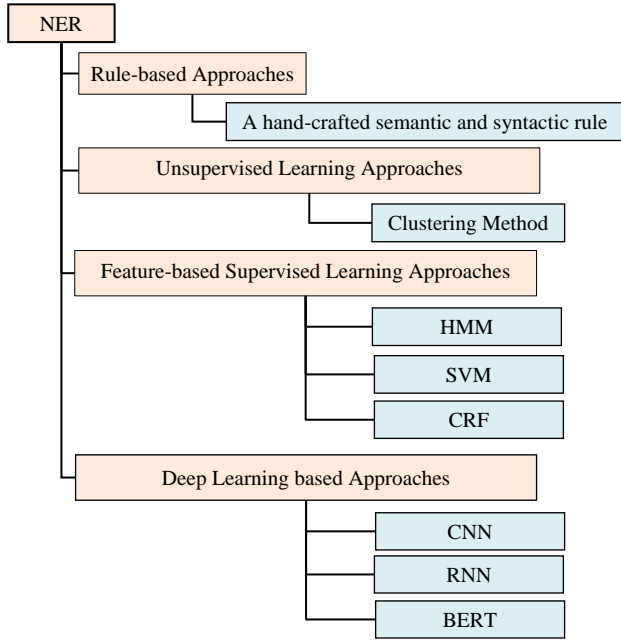 NER
Rule-based Approaches
A hand-crafted semantic and syntactic rule
Unsupervised Learning Approaches
Clustering Method
Feature-based Supervised Learning Approaches
HMM
SVM
CRF
Deep Learning based Approaches
CNN
RNN
BERT